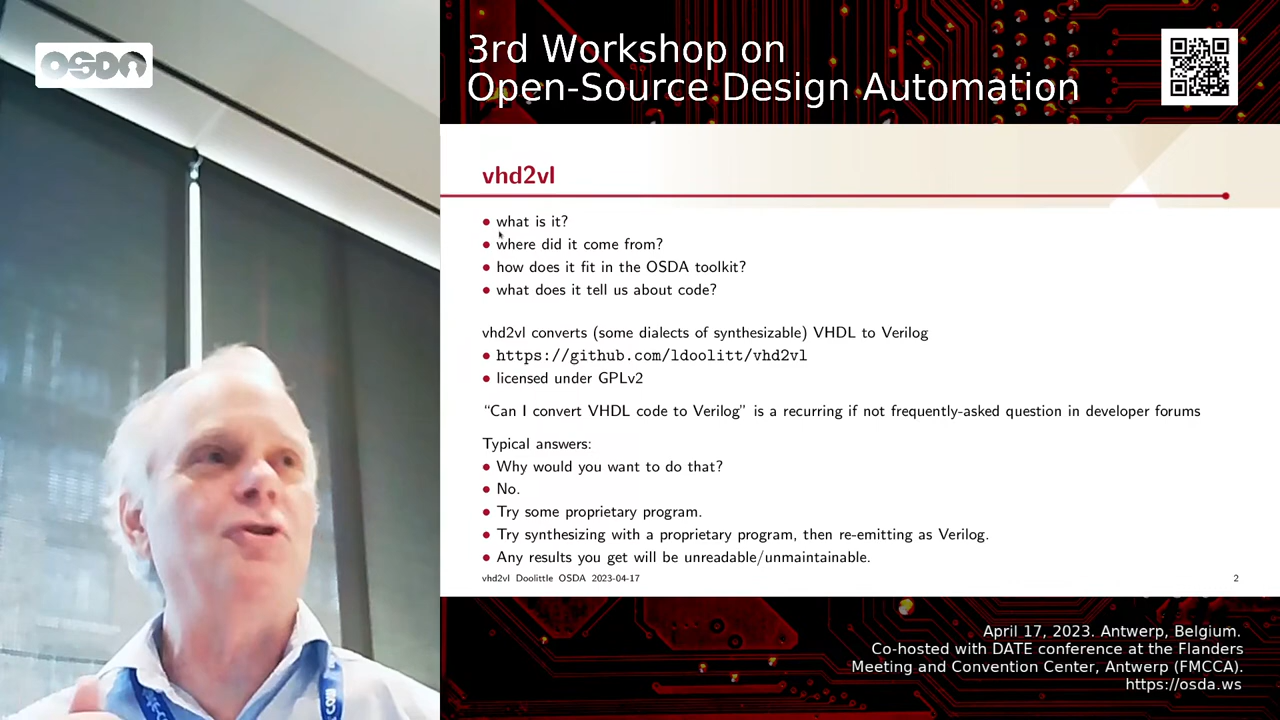 OSDA
3rd Workshop on
Open-Source Design Automation
vhd2vl
• what is it?
• where did it come from?
• how does it fit in the OSDA toolkit?
• what does it tell us about code?
vhd2vl converts (some dialects of synthesizable) VHDL to Verilog
• https://github.com/ldoolitt/vhd2vl
• licensed under GPLv2
“Can I convert VHDL code to Verilog” is a recurring if not frequently-asked question in developer forums
Typical answers:
• Why would you want to do that?
• No.
• Try some proprietary program.
• Try synthesizing with a proprietary program, then re-emitting as Verilog.
• Any results you get will be unreadable/unmaintainable.
vhd2vl Doolittle OSDA 2023-04-17 2
April 17, 2023. Antwerp, Belgium.
Co-hosted with DATE conference at the Flanders
Meeting and Convention Center, Antwerp (FMCCA).
https://osda.ws